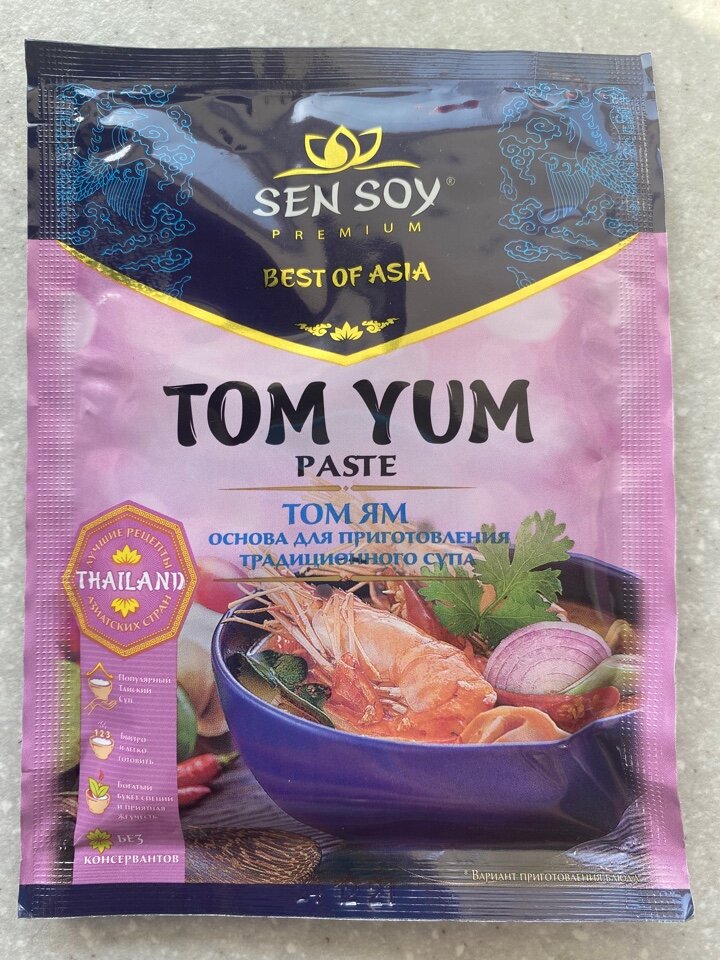 SEN SOY®
PREMIUM
BEST OF ASIA
TOM YUM
PASTE
ТОМ ЯМ
ОСНОВА ДЛЯ ПРИГОТОВЛЕНИЯ
ТРАДИЦИОННОГО СУПА
ЛУЧШИЕ РЕЦЕПТЫ
THAILAND
АЗИАТСКИХ СТРАН
Популярный
Тайский
Суп
123
Быстро
и легко
готовить
Богатый
букет специй
и приятная
жгучесть
БЕЗ
КОНСЕРВАНТОВ
* Вариант приготовления блюда